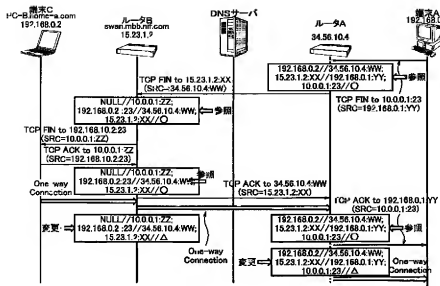 端末C
PC-B.home-a.com
192.168.0.2
ルータB
swan.mbb.nif.com
15.23.1.2
DNSサーバ
ルータA
34.56.10.4
端末A
192.168.0.
192.168.0.2//34.56.10.4:WW;
15.23.1.2:XX//192.168.0.1:YY;
10.0.0.1:23//○
参照
TCP FIN to 15.23.1.2:XX
(SRC=34.56.10.4:WW)
TCP FIN to 10.0.0.1:23
(SRC=192.168.0.1:YY)
NULL//10.0.0.1:ZZ;
192.168.0.2:23//34.56.10.4:WW;
15.23.1.2:XX//○
参照
TCP FIN to 192.168.10.2:23
(SRC=10.0.0.1:ZZ)
TCP ACK to 10.0.0.1:ZZ
(SRC=192.168.10.2:23)
NULL//10.0.0.1:ZZ;
192.168.0.2:23//34.56.10.4:WW;
15.23.1.2:XX//○
参照
One-way
Connection
TCP ACK to 34.56.10.4:WW
(SRC=15.23.1.2:XX)
TCP ACK to 192.168.0.1:YY
(SRC=10.0.0.1:23)
変更
NULL//10.0.0.1:ZZ;
192.168.0.2:23//34.56.10.4:WW;
15.23.1.2:XX//△
192.168.0.2//34.56.10.4:WW;
15.23.1.2:XX//192.168.0.1:YY;
10.0.0.1:23//○
参照
One-way
Connection
変更
192.168.0.2//34.56.10.4:WW;
15.23.1.2:XX//192.168.0.1:YY;
10.0.0.1:23//△
One-way
Connection